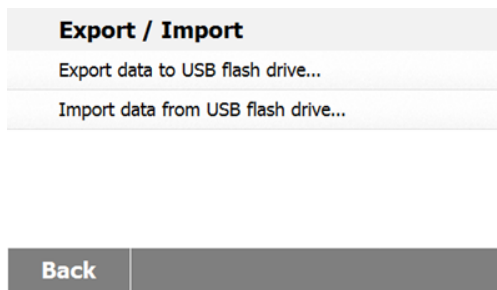 Export / Import
Export data to USB flash drive...
Import data from USB flash drive...
Back